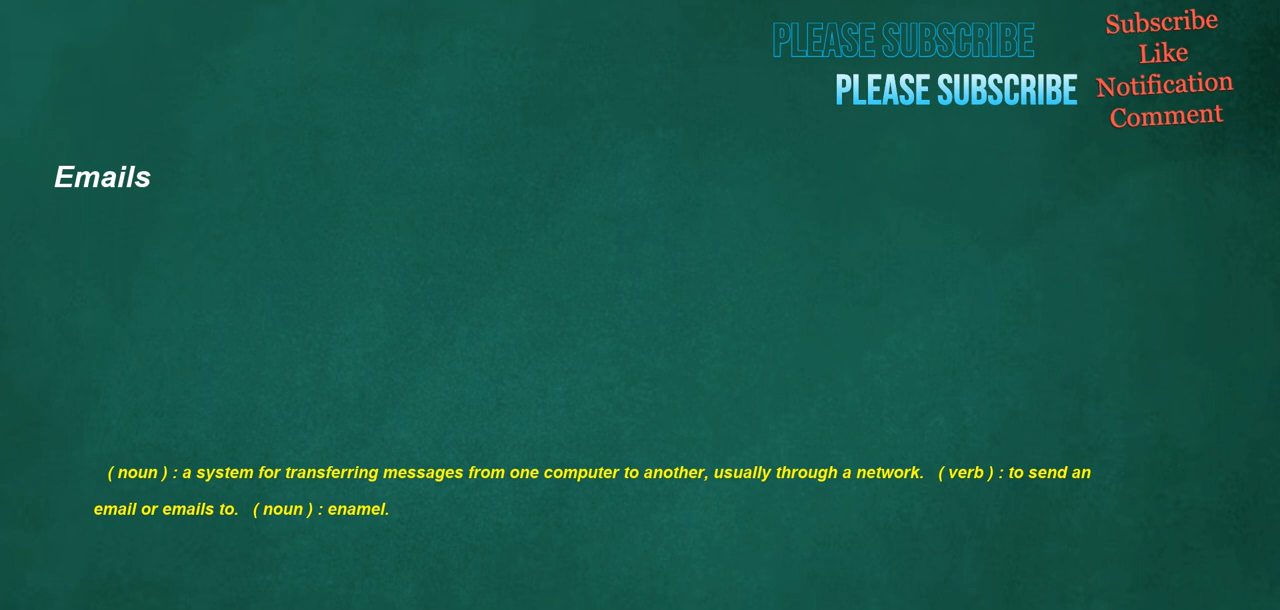 PLEASE SUBSCRIBE
PLEASE SUBSCRIBE
Subscribe
Like
Notification
Comment
Emails
( noun ) : a system for transferring messages from one computer to another, usually through a network.   ( verb ) : to send an
email or emails to.   ( noun ) : enamel.